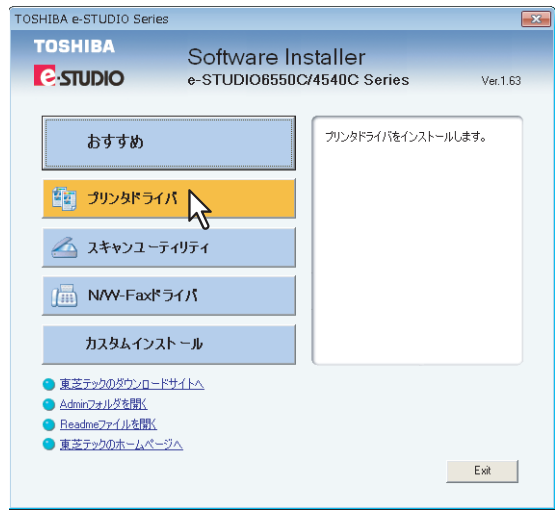 TOSHIBA e-STUDIO Series
TOSHIBA
e-STUDIO
Software Installer
e-STUDIO6550C/4540C Series
Ver.1.63
おすすめ
プリンタドライバをインストールします。
プリンタドライバ
スキャンユーティリティ
N/W-Faxドライバ
カスタムインストール
東芝テックのダウンロードサイトへ
Adminフォルダを開く
Readmeファイルを開く
東芝テックのホームページへ
Exit